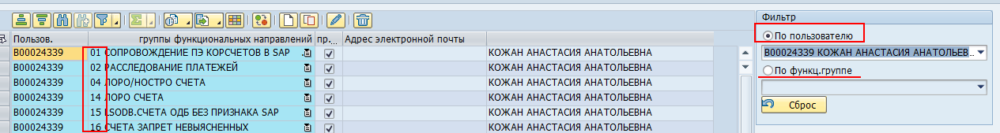 Фильтр
Пользов. группы функциональных направлений пр... Адрес электронной почты
По пользователю
B00024339 01 СОПРОВОЖДЕНИЕ ПЭ КОРСЧЕТОВ В SAP . КОЖАН АНАСТАСИЯ АНАТОЛЬЕВНА
B00024339 КОЖАН АНАСТАСИЯ АНАТОЛЬЕВ...
B00024339 02 РАССЛЕДОВАНИЕ ПЛАТЕЖЕЙ КОЖАН АНАСТАСИЯ АНАТОЛЬЕВНА
По функц.группе
B00024339 04 ЛОРО/НОСТРО СЧЕТА КОЖАН АНАСТАСИЯ АНАТОЛЬЕВНА
B00024339 14 ЛОРО СЧЕТА КОЖАН АНАСТАСИЯ АНАТОЛЬЕВНА
Сброс
B00024339 15 LSODB.СЧЕТА ОДБ БЕЗ ПРИЗНАКА SAP КОЖАН АНАСТАСИЯ АНАТОЛЬЕВНА
B00024339 16 СЧЕТА ЗАПРЕТ НЕВЫЯСНЕННЫХ КОЖАН АНАСТАСИЯ АНАТОЛЬЕВНА